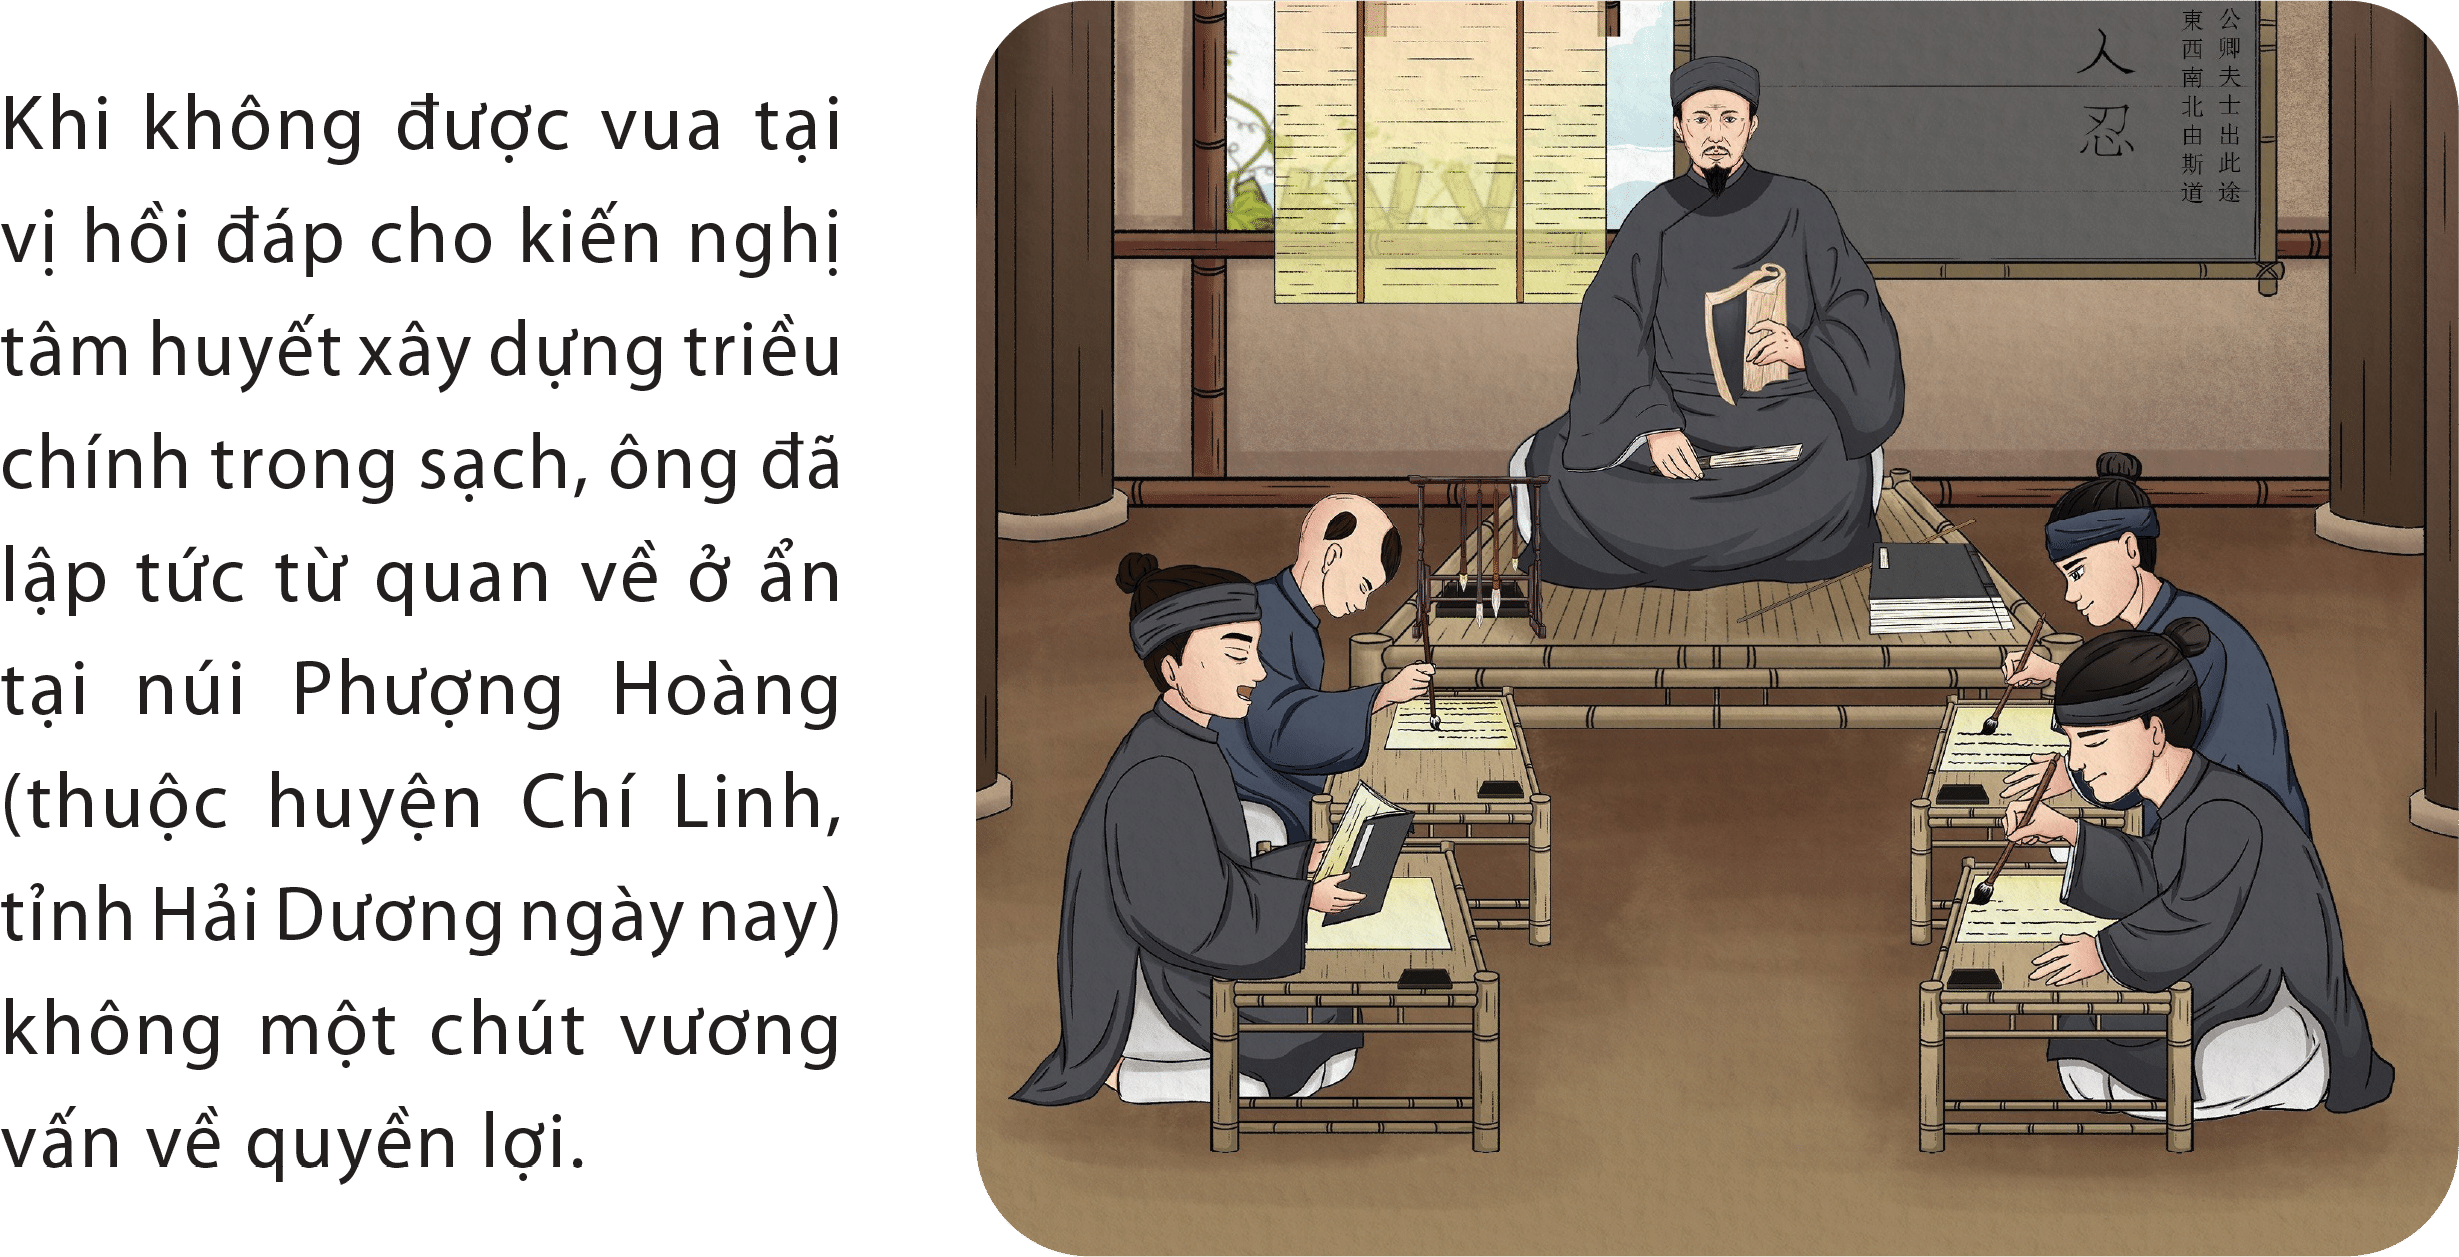 Khi không được vua tại
vị hồi đáp cho kiến nghị
tâm huyết xây dựng triều
chính trong sạch, ông đã
lập tức từ quan về ở ẩn
tại núi Phượng Hoàng
(thuộc huyện Chí Linh,
tỉnh Hải Dương ngày nay)
không một chút vương
vấn về quyền lợi.
公卿夫士出此途
東西南北由斯道
人忍